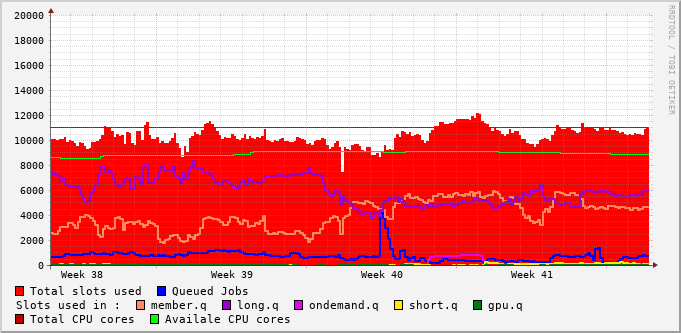 20000
18000
16000
14000
12000
10000
8000
6000
4000
2000
0
Week 38 Week 39 Week 40 Week 41
Total slots used Queued Jobs
Slots used in : member.q long.q ondemand.q short.q gpu.q
Total CPU cores Availale CPU cores
RRDTOOL / TOBI OETIKER